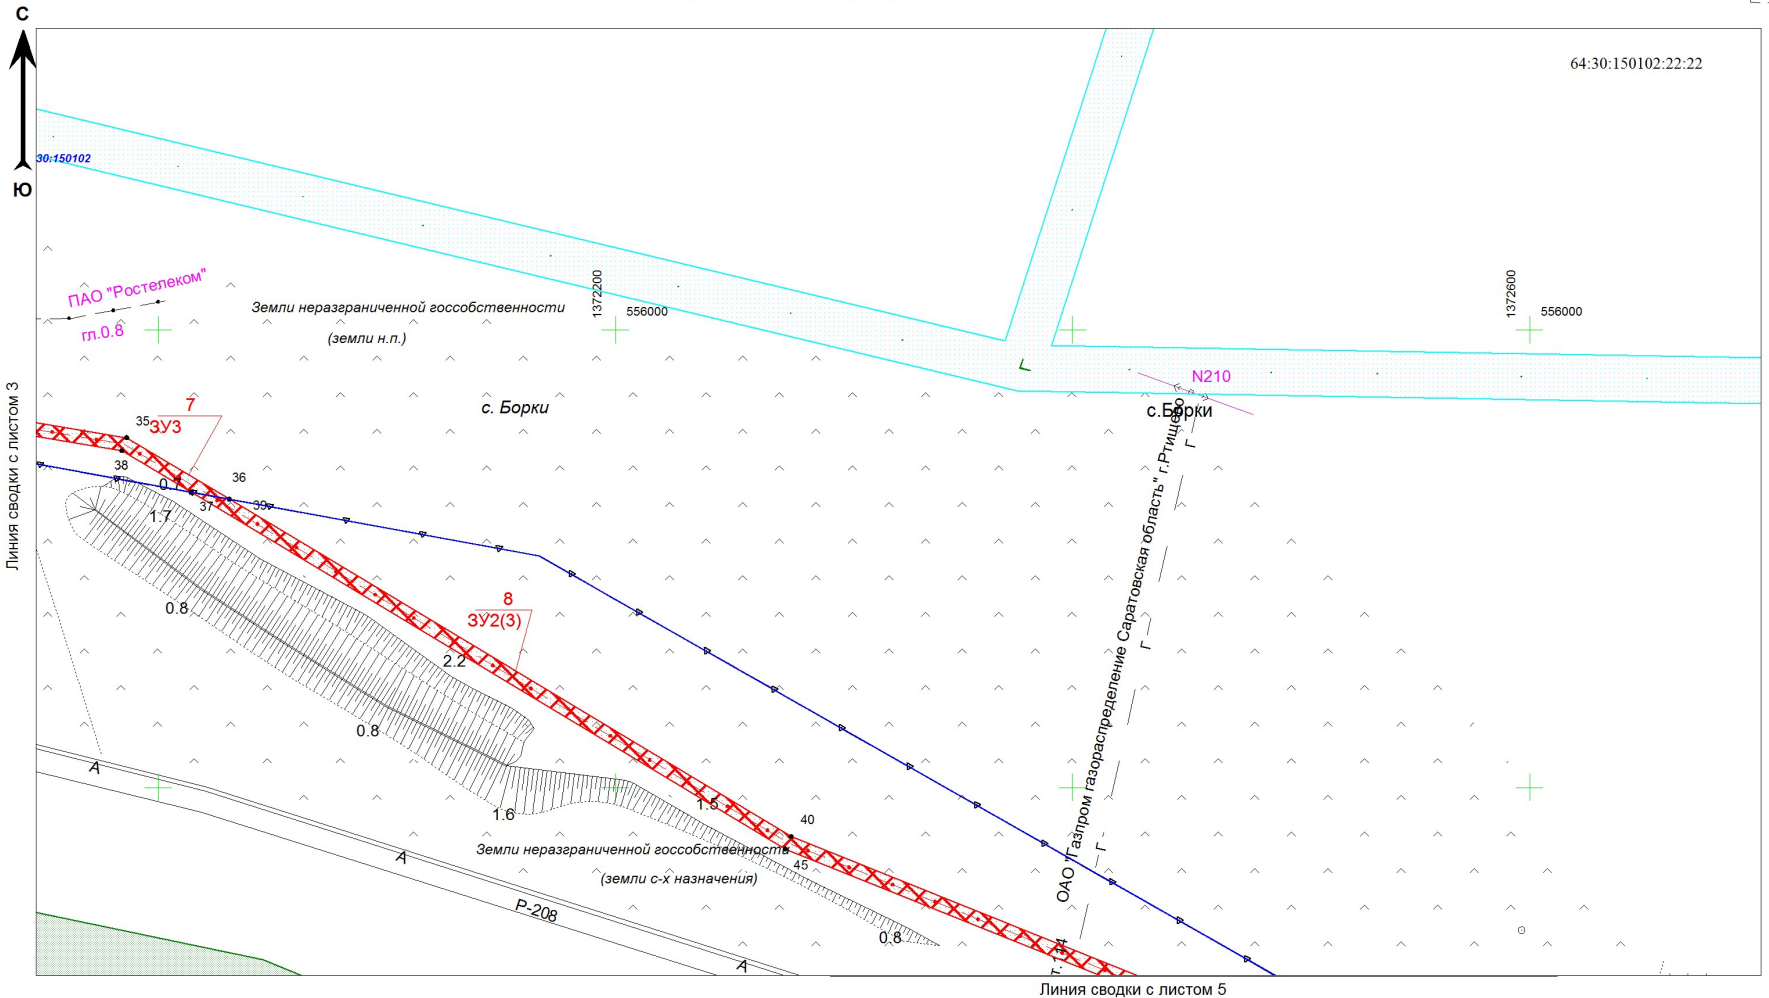 С
64:30:150102:22:22
30:150102
Ю
ПАО "Ростелеком"
гл.0.8
Земли неразграниченной госсобственности
(земли н.п.)
1372200
556000
1372600
556000
N210
с. Борки
с.Борки
7
ЗУ3
35
38
36
0.7
37
39
1.7
Линия сводки с листом 3
8
ЗУ2(3)
0.8
2.2
0.8
ОАО "Газпром газораспределение Саратовская область" г.Ртищево
Г
Г
Г
А
1.5
1.6
40
Земли неразграниченной госсобственности
45
А
(земли с-х назначения)
Р-208
0.8
А
Линия сводки с листом 5